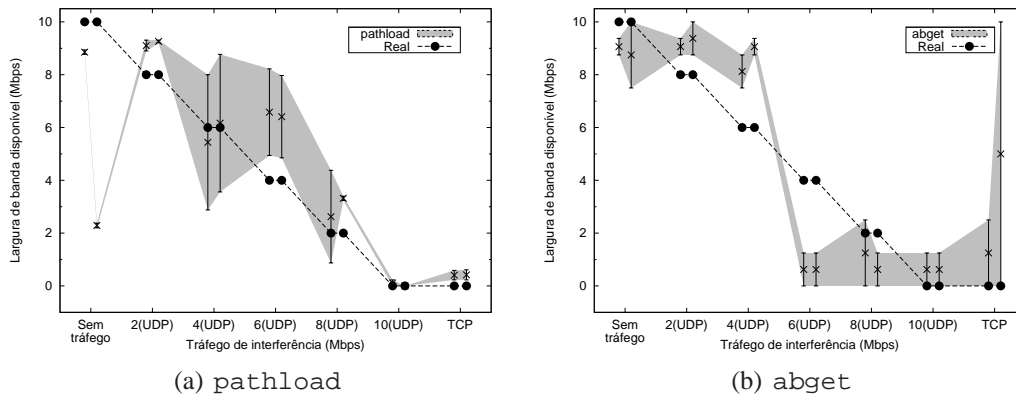 10
8
6
4
2
0
Largura de banda disponível (Mbps)
pathload
Real
Sem tráfego
2(UDP)
4(UDP)
6(UDP)
8(UDP)
10(UDP)
TCP
Tráfego de interferência (Mbps)
(a) pathload
10
8
6
4
2
0
Largura de banda disponível (Mbps)
abget
Real
Sem tráfego
2(UDP)
4(UDP)
6(UDP)
8(UDP)
10(UDP)
TCP
Tráfego de interferência (Mbps)
(b) abget